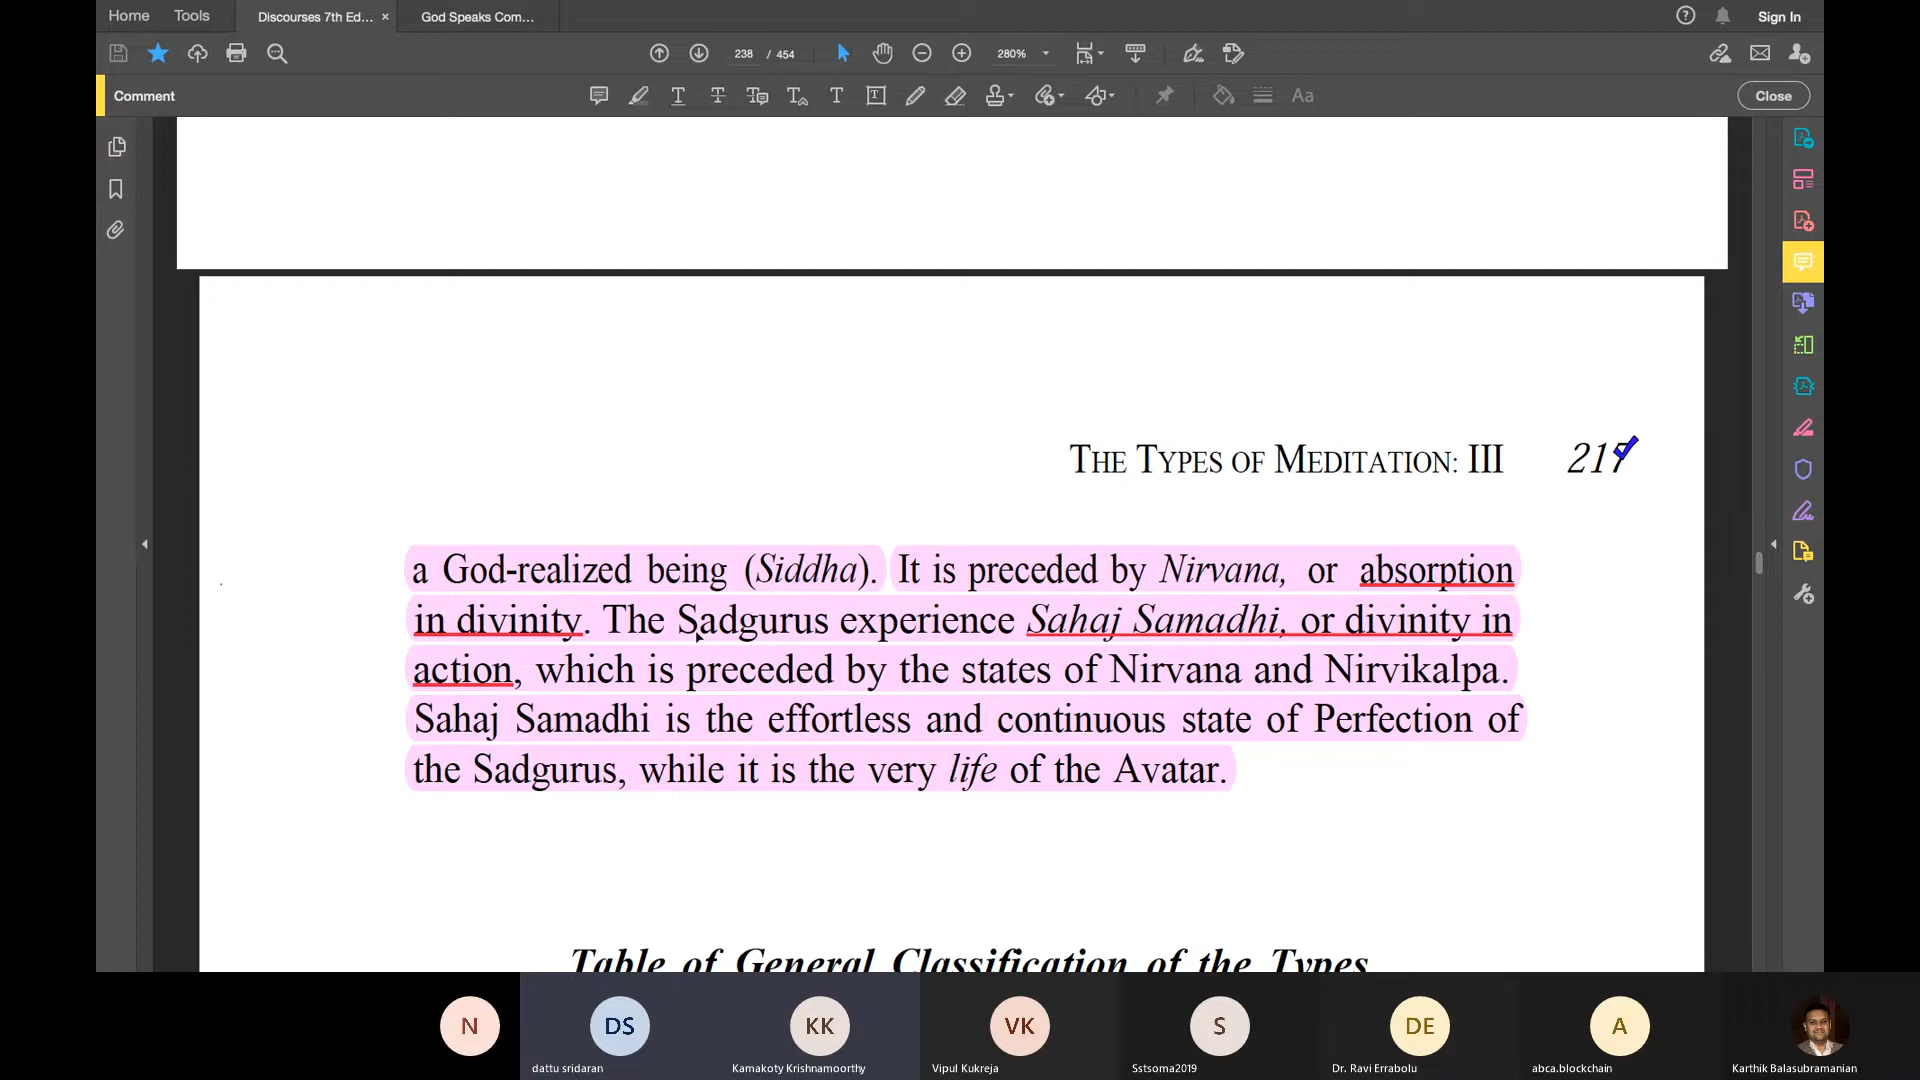 Home Tools Discourses 7th Ed... × God Speaks Com... Sign In
238 / 454 280%
Comment Aa Close
THE TYPES OF MEDITATION: III 217
a God-realized being (Siddha). It is preceded by Nirvana, or absorption
in divinity. The Sadgurus experience Sahaj Samadhi, or divinity in
action, which is preceded by the states of Nirvana and Nirvikalpa.
Sahaj Samadhi is the effortless and continuous state of Perfection of
the Sadgurus, while it is the very life of the Avatar.
Table of General Classification of the Types
N DS KK VK S DE A
dattu sridaran Kamakoty Krishnamoorthy Vipul Kukreja Sstsoma2019 Dr. Ravi Errabolu abca.blockchain Karthik Balasubramanian